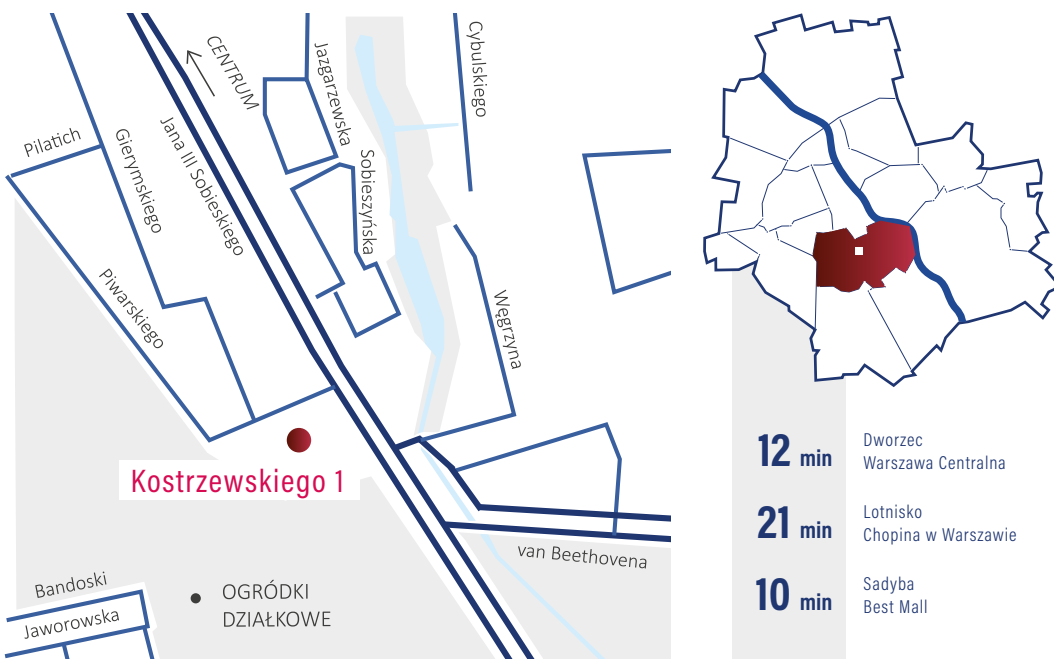 CENTRUM
Jazgarzewska
Cybulskiego
Pilatich
Gierymskiego
Jana III Sobieskiego
Sobieszyńska
Piwarskiego
Węgrzyna
Kostrzewskiego 1
van Beethovena
Bandoski
Jaworowska
OGRÓDKI
DZIAŁKOWE
12 min
Dworzec
Warszawa Centralna
21 min
Lotnisko
Chopina w Warszawie
10 min
Sadyba
Best Mall